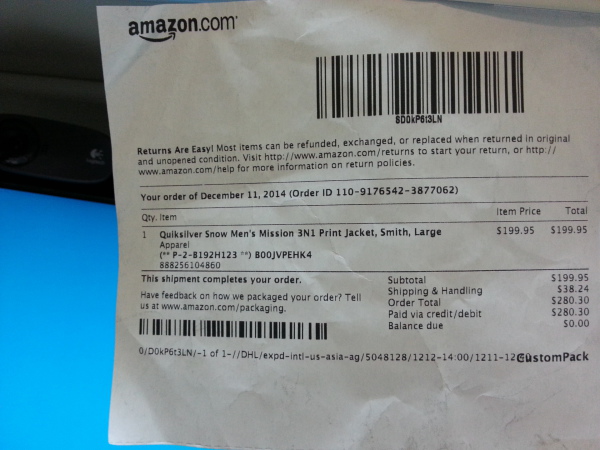 amazon.com
8D0kP6t3LN
Returns Are Easy! Most items can be refunded, exchanged, or replaced when returned in original
and unopened condition. Visit http://www.amazon.com/returns to start your return, or http://
www.amazon.com/help for more information on return policies.
Your order of December 11, 2014 (Order ID 110-9176542-3877062)
Qty. Item Item Price Total
1 Quiksilver Snow Men's Mission 3N1 Print Jacket, Smith, Large $199.95 $199.95
Apparel
(** P-2-8192H123 **) B00JVPEHK4
888256104860
This shipment completes your order.
Have feedback on how we packaged your order? Tell
us at www.amazon.com/packaging.
Subtotal $199.95
Shipping & Handling $38.24
Order Total $280.30
Paid via credit/debit $280.30
Balance due $0.00
0/D0kP6t3LN/-1 of 1-//DHL/expd-intl-us-asia-ag/5048128/1212-14:00/1211-12 CustomPack
Logitech